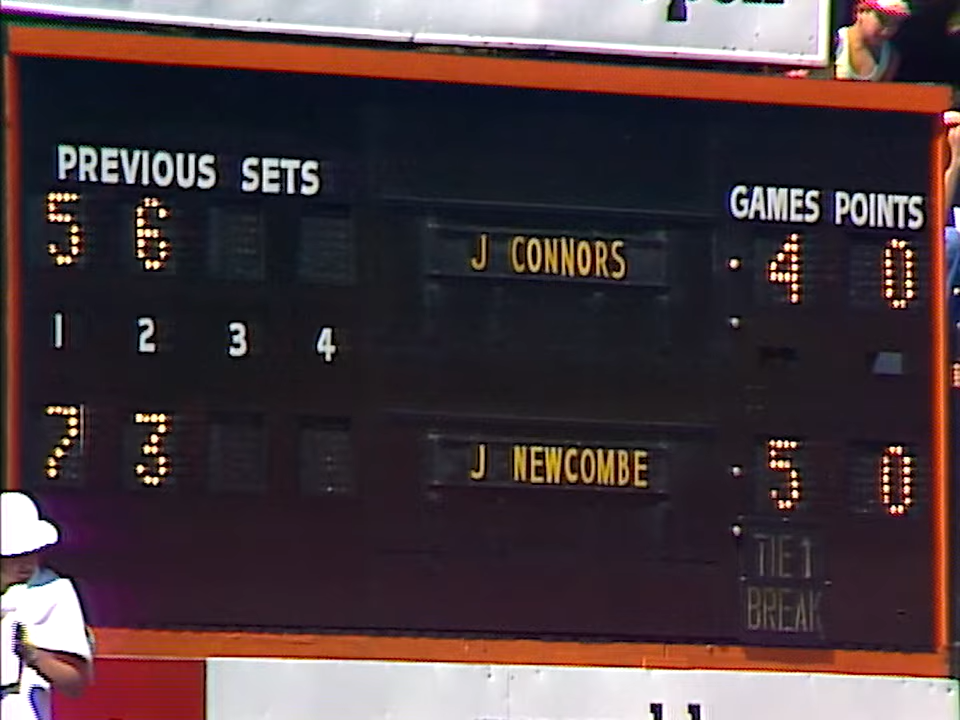 PREVIOUS SETS
GAMES POINTS
5 6 J CONNORS 4 0
1 2 3 4
7 3 J NEWCOMBE 5 0
TIE 1
BREAK